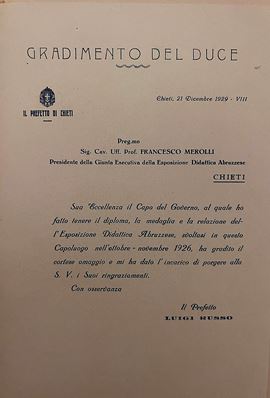 GRADIMENTO DEL DUCE
Chieti, 21 Dicembre 1929 - VIII
IL PREFETTO DI CHIETI
Preg.mo
Sig. Cav. Uff. Prof. FRANCESCO MEROLLI
Presidente della Giunta Esecutiva della Esposizione Didattica Abruzzese
CHIETI
Sua Eccellenza il Capo del Governo, al quale ho
fatto tenere il diploma, la medaglia e la relazione del-
l'Esposizione Didattica Abruzzese, svoltasi in questo
Capoluogo nell'ottobre - novembre 1926, ha gradito il
cortese omaggio e mi ha dato l'incarico di porgere alla
S. V. i Suoi ringraziamenti.
Con osservanza
Il Prefetto
LUIGI RUSSO